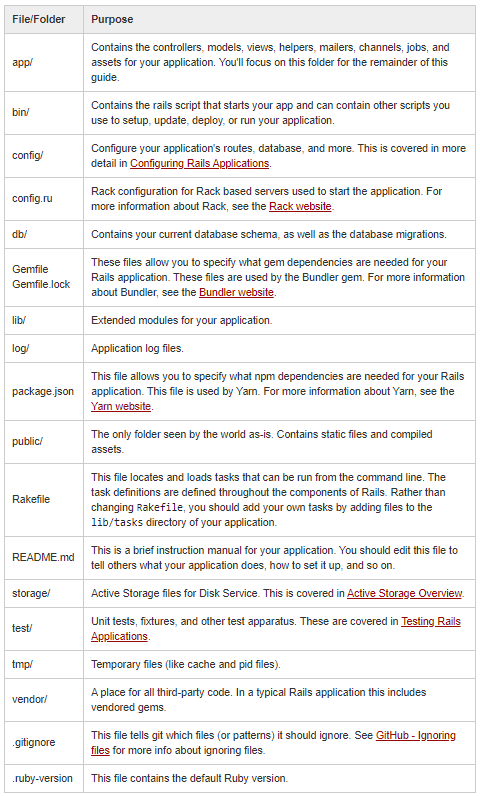 File/Folder Purpose
app/ Contains the controllers, models, views, helpers, mailers, channels, jobs, and
assets for your application. You'll focus on this folder for the remainder of this
guide.
bin/ Contains the rails script that starts your app and can contain other scripts you
use to setup, update, deploy, or run your application.
config/ Configure your application's routes, database, and more. This is covered in more
detail in Configuring Rails Applications.
config.ru Rack configuration for Rack based servers used to start the application. For
more information about Rack, see the Rack website.
db/ Contains your current database schema, as well as the database migrations.
Gemfile
Gemfile.lock
These files allow you to specify what gem dependencies are needed for your
Rails application. These files are used by the Bundler gem. For more information
about Bundler, see the Bundler website.
lib/ Extended modules for your application.
log/ Application log files.
package.json This file allows you to specify what npm dependencies are needed for your Rails
application. This file is used by Yarn. For more information about Yarn, see the
Yarn website.
public/ The only folder seen by the world as-is. Contains static files and compiled
assets.
Rakefile This file locates and loads tasks that can be run from the command line. The
task definitions are defined throughout the components of Rails. Rather than
changing Rakefile, you should add your own tasks by adding files to the
lib/tasks directory of your application.
README.md This is a brief instruction manual for your application. You should edit this file to
tell others what your application does, how to set it up, and so on.
storage/ Active Storage files for Disk Service. This is covered in Active Storage Overview.
test/ Unit tests, fixtures, and other test apparatus. These are covered in Testing Rails
Applications.
tmp/ Temporary files (like cache and pid files).
vendor/ A place for all third-party code. In a typical Rails application this includes
vendored gems.
.gitignore This file tells git which files (or patterns) it should ignore. See GitHub - Ignoring
files for more info about ignoring files.
.ruby-version This file contains the default Ruby version.